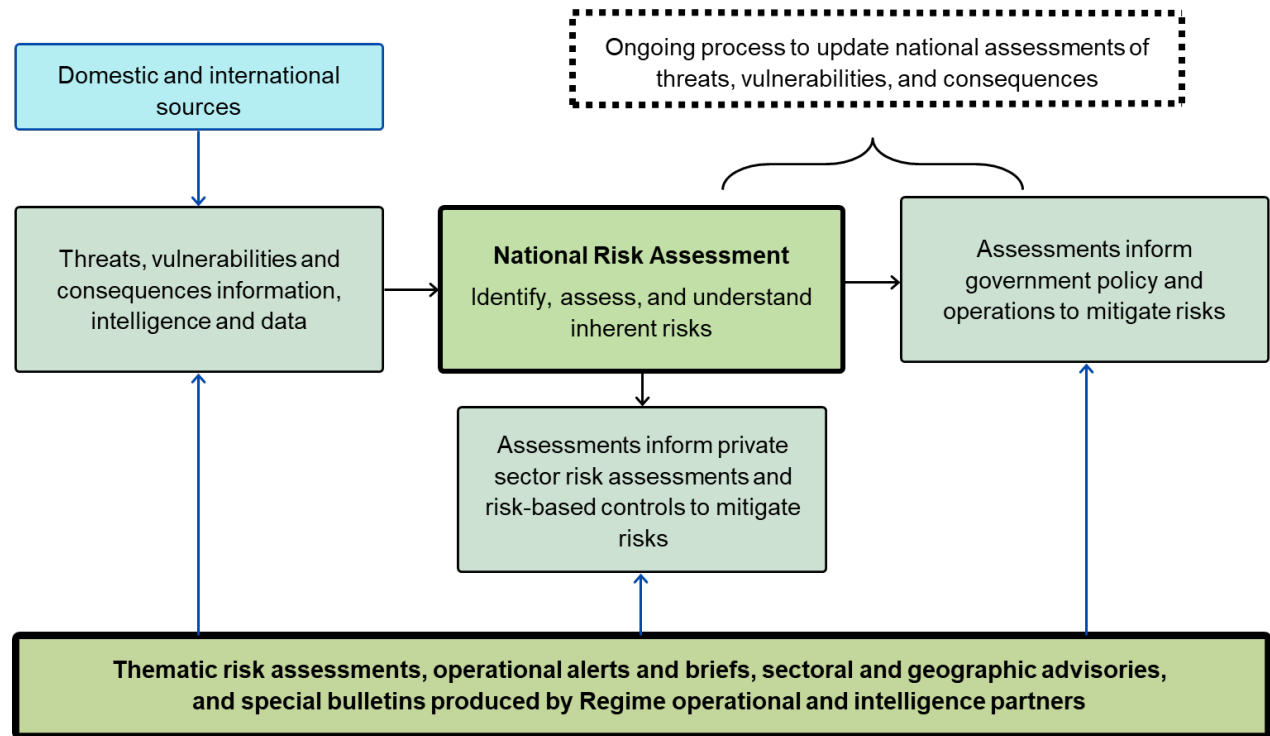 Ongoing process to update national assessments of
threats, vulnerabilities, and consequences
Domestic and international
sources
Threats, vulnerabilities and
consequences information,
intelligence and data
National Risk Assessment
Identify, assess, and understand
inherent risks
Assessments inform
government policy and
operations to mitigate risks
Assessments inform private
sector risk assessments and
risk-based controls to mitigate
risks
Thematic risk assessments, operational alerts and briefs, sectoral and geographic advisories,
and special bulletins produced by Regime operational and intelligence partners